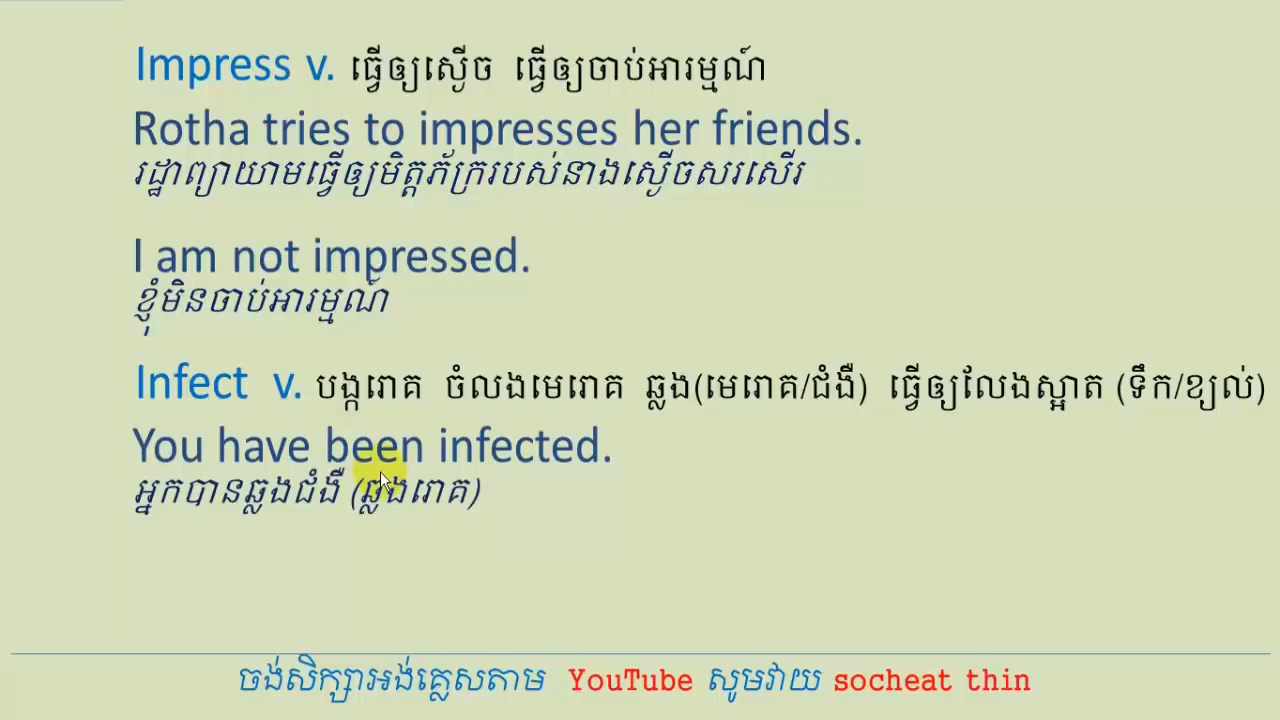 Impress v. ធ្វើឲ្យស្ងើច ធ្វើឲ្យចាប់អារម្មណ៍
Rotha tries to impresses her friends.
រដ្ឋាព្យាយាមធ្វើឲ្យមិត្តភ័ក្ររបស់នាងស្ងើចសរសើរ
I am not impressed.
ខ្ញុំមិនចាប់អារម្មណ៍
Infect v. បង្ករោគ ចំលងមេរោគ ឆ្លង(មេរោគ/ជំងឺ) ធ្វើឲ្យលែងស្អាត (ទឹក/ខ្យល់)
You have been infected.
អ្នកបានឆ្លងជំងឺ (ឆ្លងរោគ)
ចង់សិក្សាអង់គ្លេសតាម YouTube សូមវាយ socheat thin